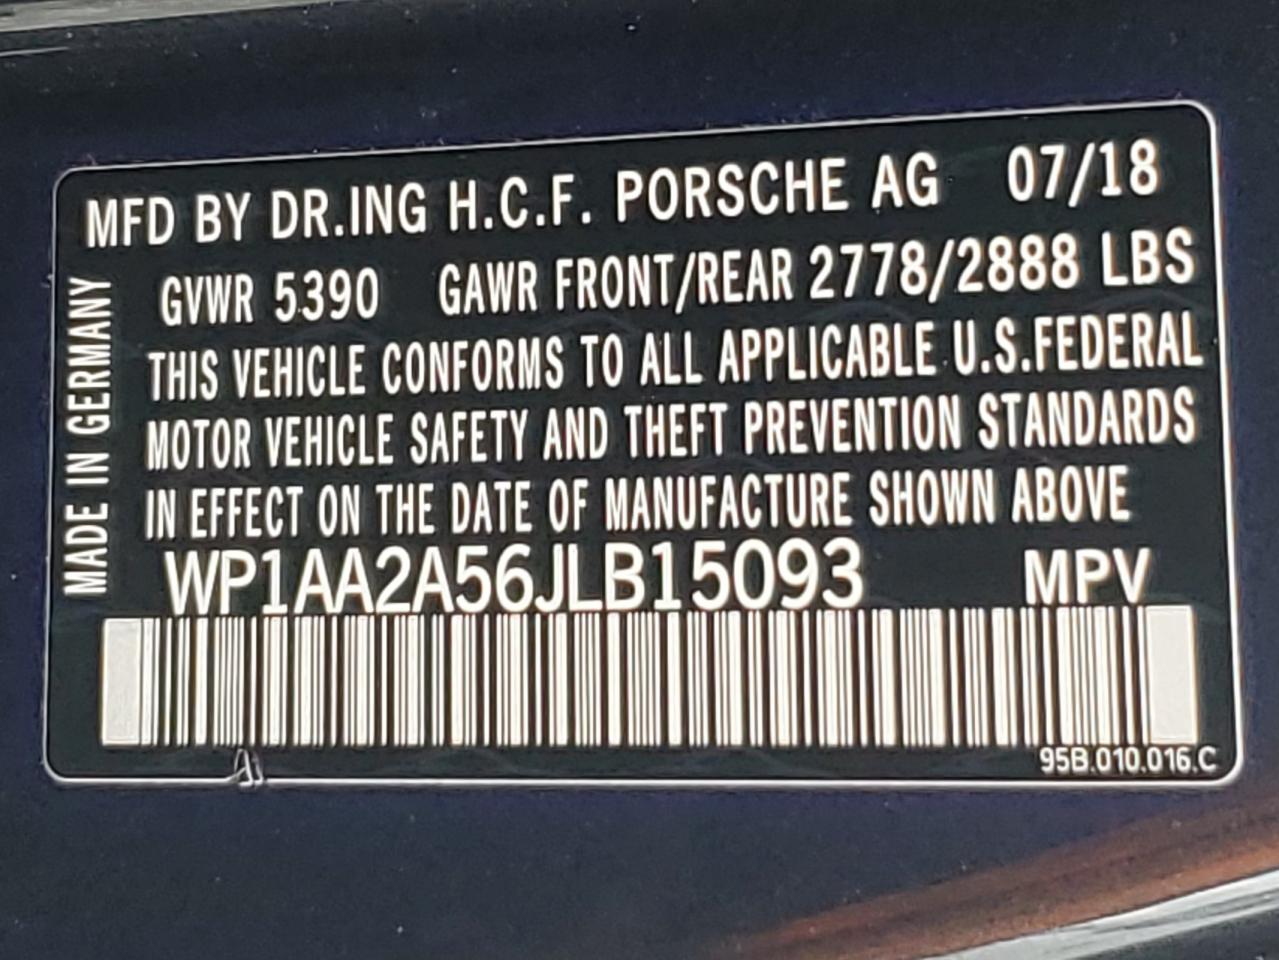 MFD BY DR.ING H.C.F. PORSCHE AG 07/18
GVWR 5390 GAWR FRONT/REAR 2778/2888 LBS
THIS VEHICLE CONFORMS TO ALL APPLICABLE U.S.FEDERAL
MOTOR VEHICLE SAFETY AND THEFT PREVENTION STANDARDS
IN EFFECT ON THE DATE OF MANUFACTURE SHOWN ABOVE
WP1AA2A56JLB15093 MPV
95B.010.016.C
MADE IN GERMANY